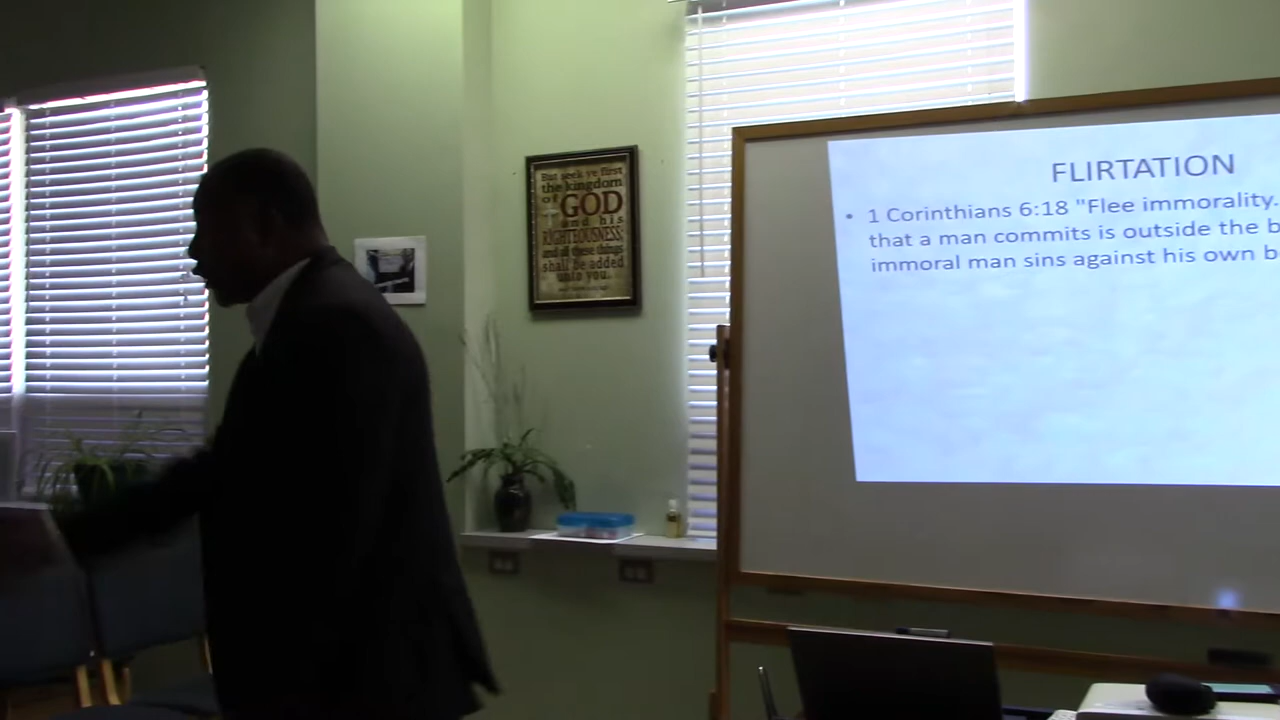 But seek ye first
the kingdom
of GOD
and his
RIGHTEOUSNESS;
and all these things
shall be added
unto you.
FLIRTATION
• 1 Corinthians 6:18 "Flee immorality.
that a man commits is outside the b
immoral man sins against his own b